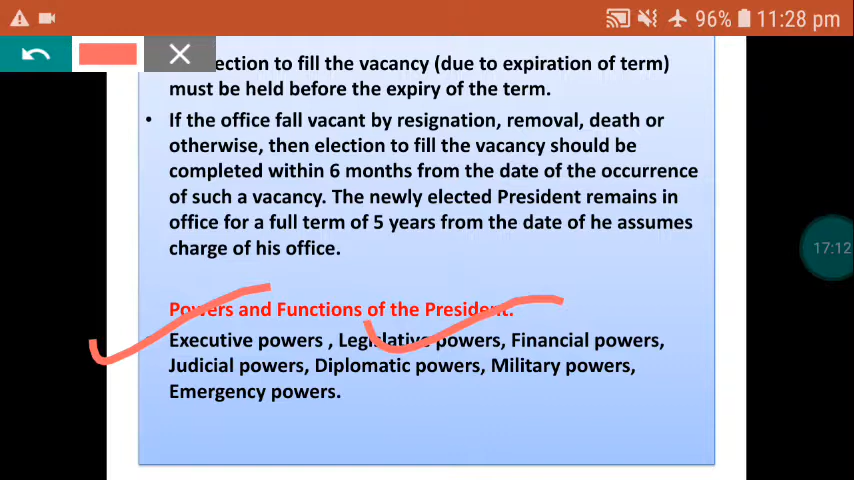 96% 11:28 pm
ection to fill the vacancy (due to expiration of term)
must be held before the expiry of the term.
• If the office fall vacant by resignation, removal, death or
otherwise, then election to fill the vacancy should be
completed within 6 months from the date of the occurrence
of such a vacancy. The newly elected President remains in
office for a full term of 5 years from the date of he assumes
charge of his office.
17:12
Powers and Functions of the President.
• Executive powers , Legislative powers, Financial powers,
Judicial powers, Diplomatic powers, Military powers,
Emergency powers.